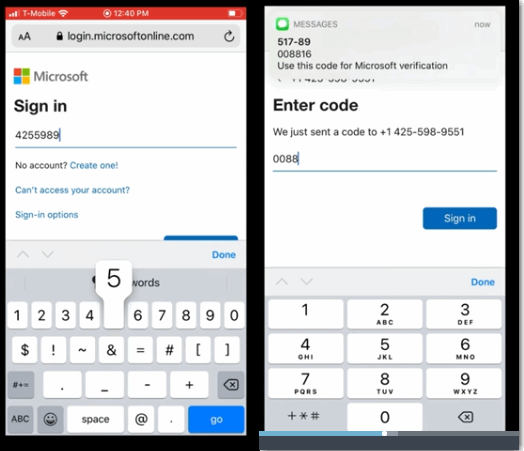 T-Mobile 12:40 PM
AA login.microsoftonline.com
Microsoft
Sign in
4255989
No account? Create one!
Can't access your account?
Sign-in options
Done
words
5
1 2 3 4 6 7 8 9 0
$ ! ~ & = # [ ]
#+= . _ - + 
ABC space @ . go
MESSAGES now
517-89
008816
Use this code for Microsoft verification
Enter code
We just sent a code to +1 425-598-9551
0088
Sign in
Done
1 2 3
ABC DEF
4 5 6
GHI JKL MNO
7 8 9
PQRS TUV WXYZ
+*# 0